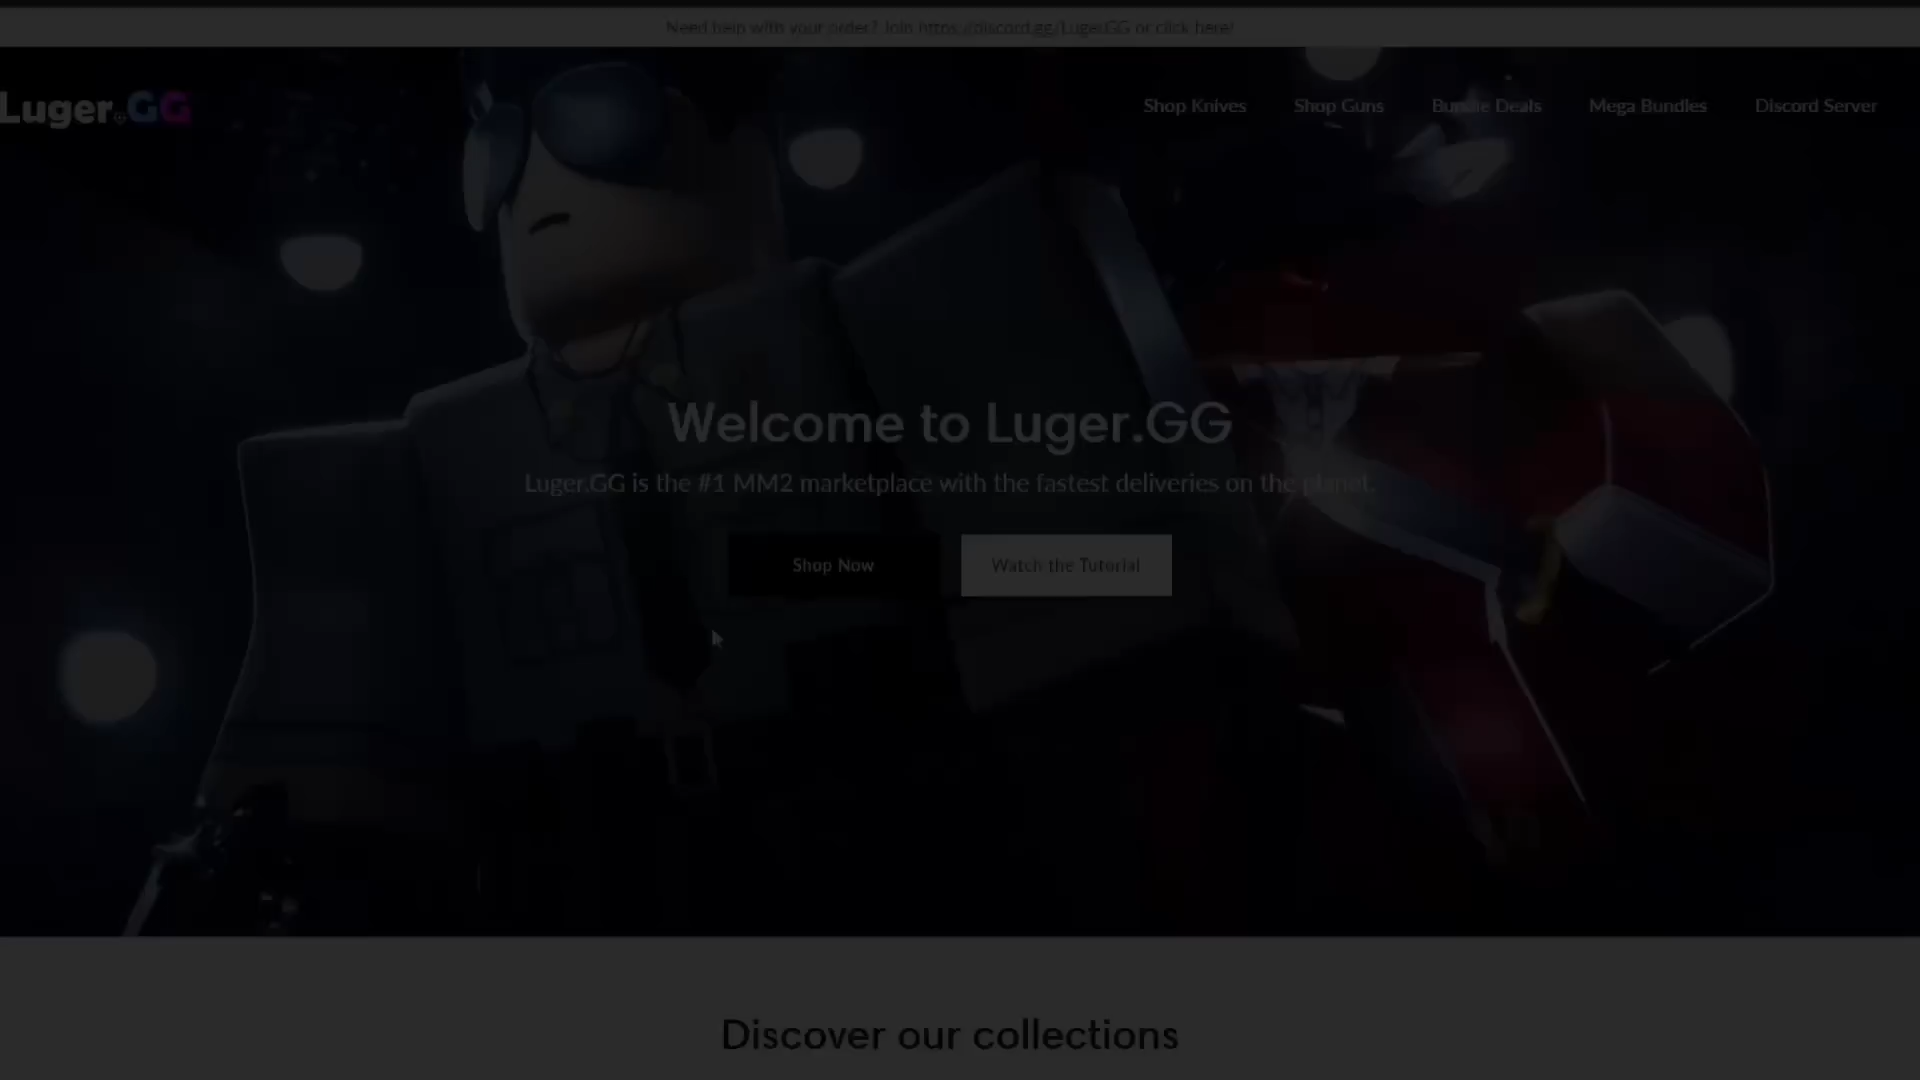 Need help with your order? Join https://discord.gg/LugerGG or click here!
Luger.GG
Shop Knives
Shop Guns
Bundle Deals
Mega Bundles
Discord Server
Welcome to Luger.GG
Luger.GG is the #1 MM2 marketplace with the fastest deliveries on the planet.
Shop Now
Watch the Tutorial
Discover our collections